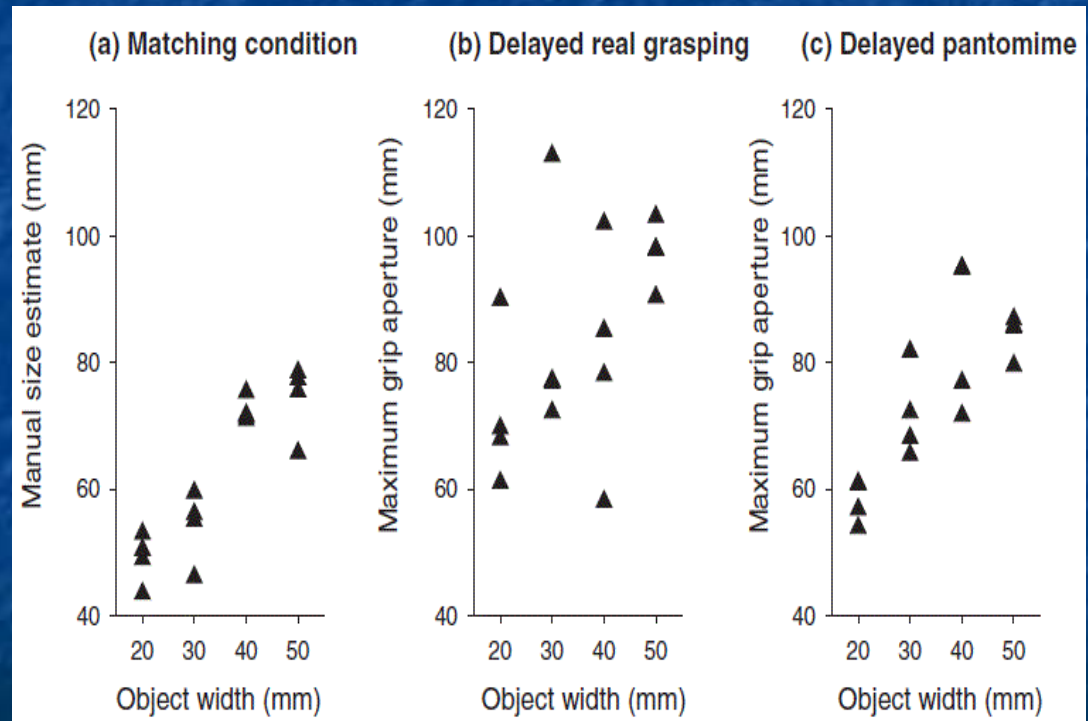 (a) Matching condition
Manual size estimate (mm)
120
100
80
60
40
20 30 40 50
Object width (mm)
(b) Delayed real grasping
Maximum grip aperture (mm)
120
100
80
60
40
20 30 40 50
Object width (mm)
(c) Delayed pantomime
Maximum grip aperture (mm)
120
100
80
60
40
20 30 40 50
Object width (mm)